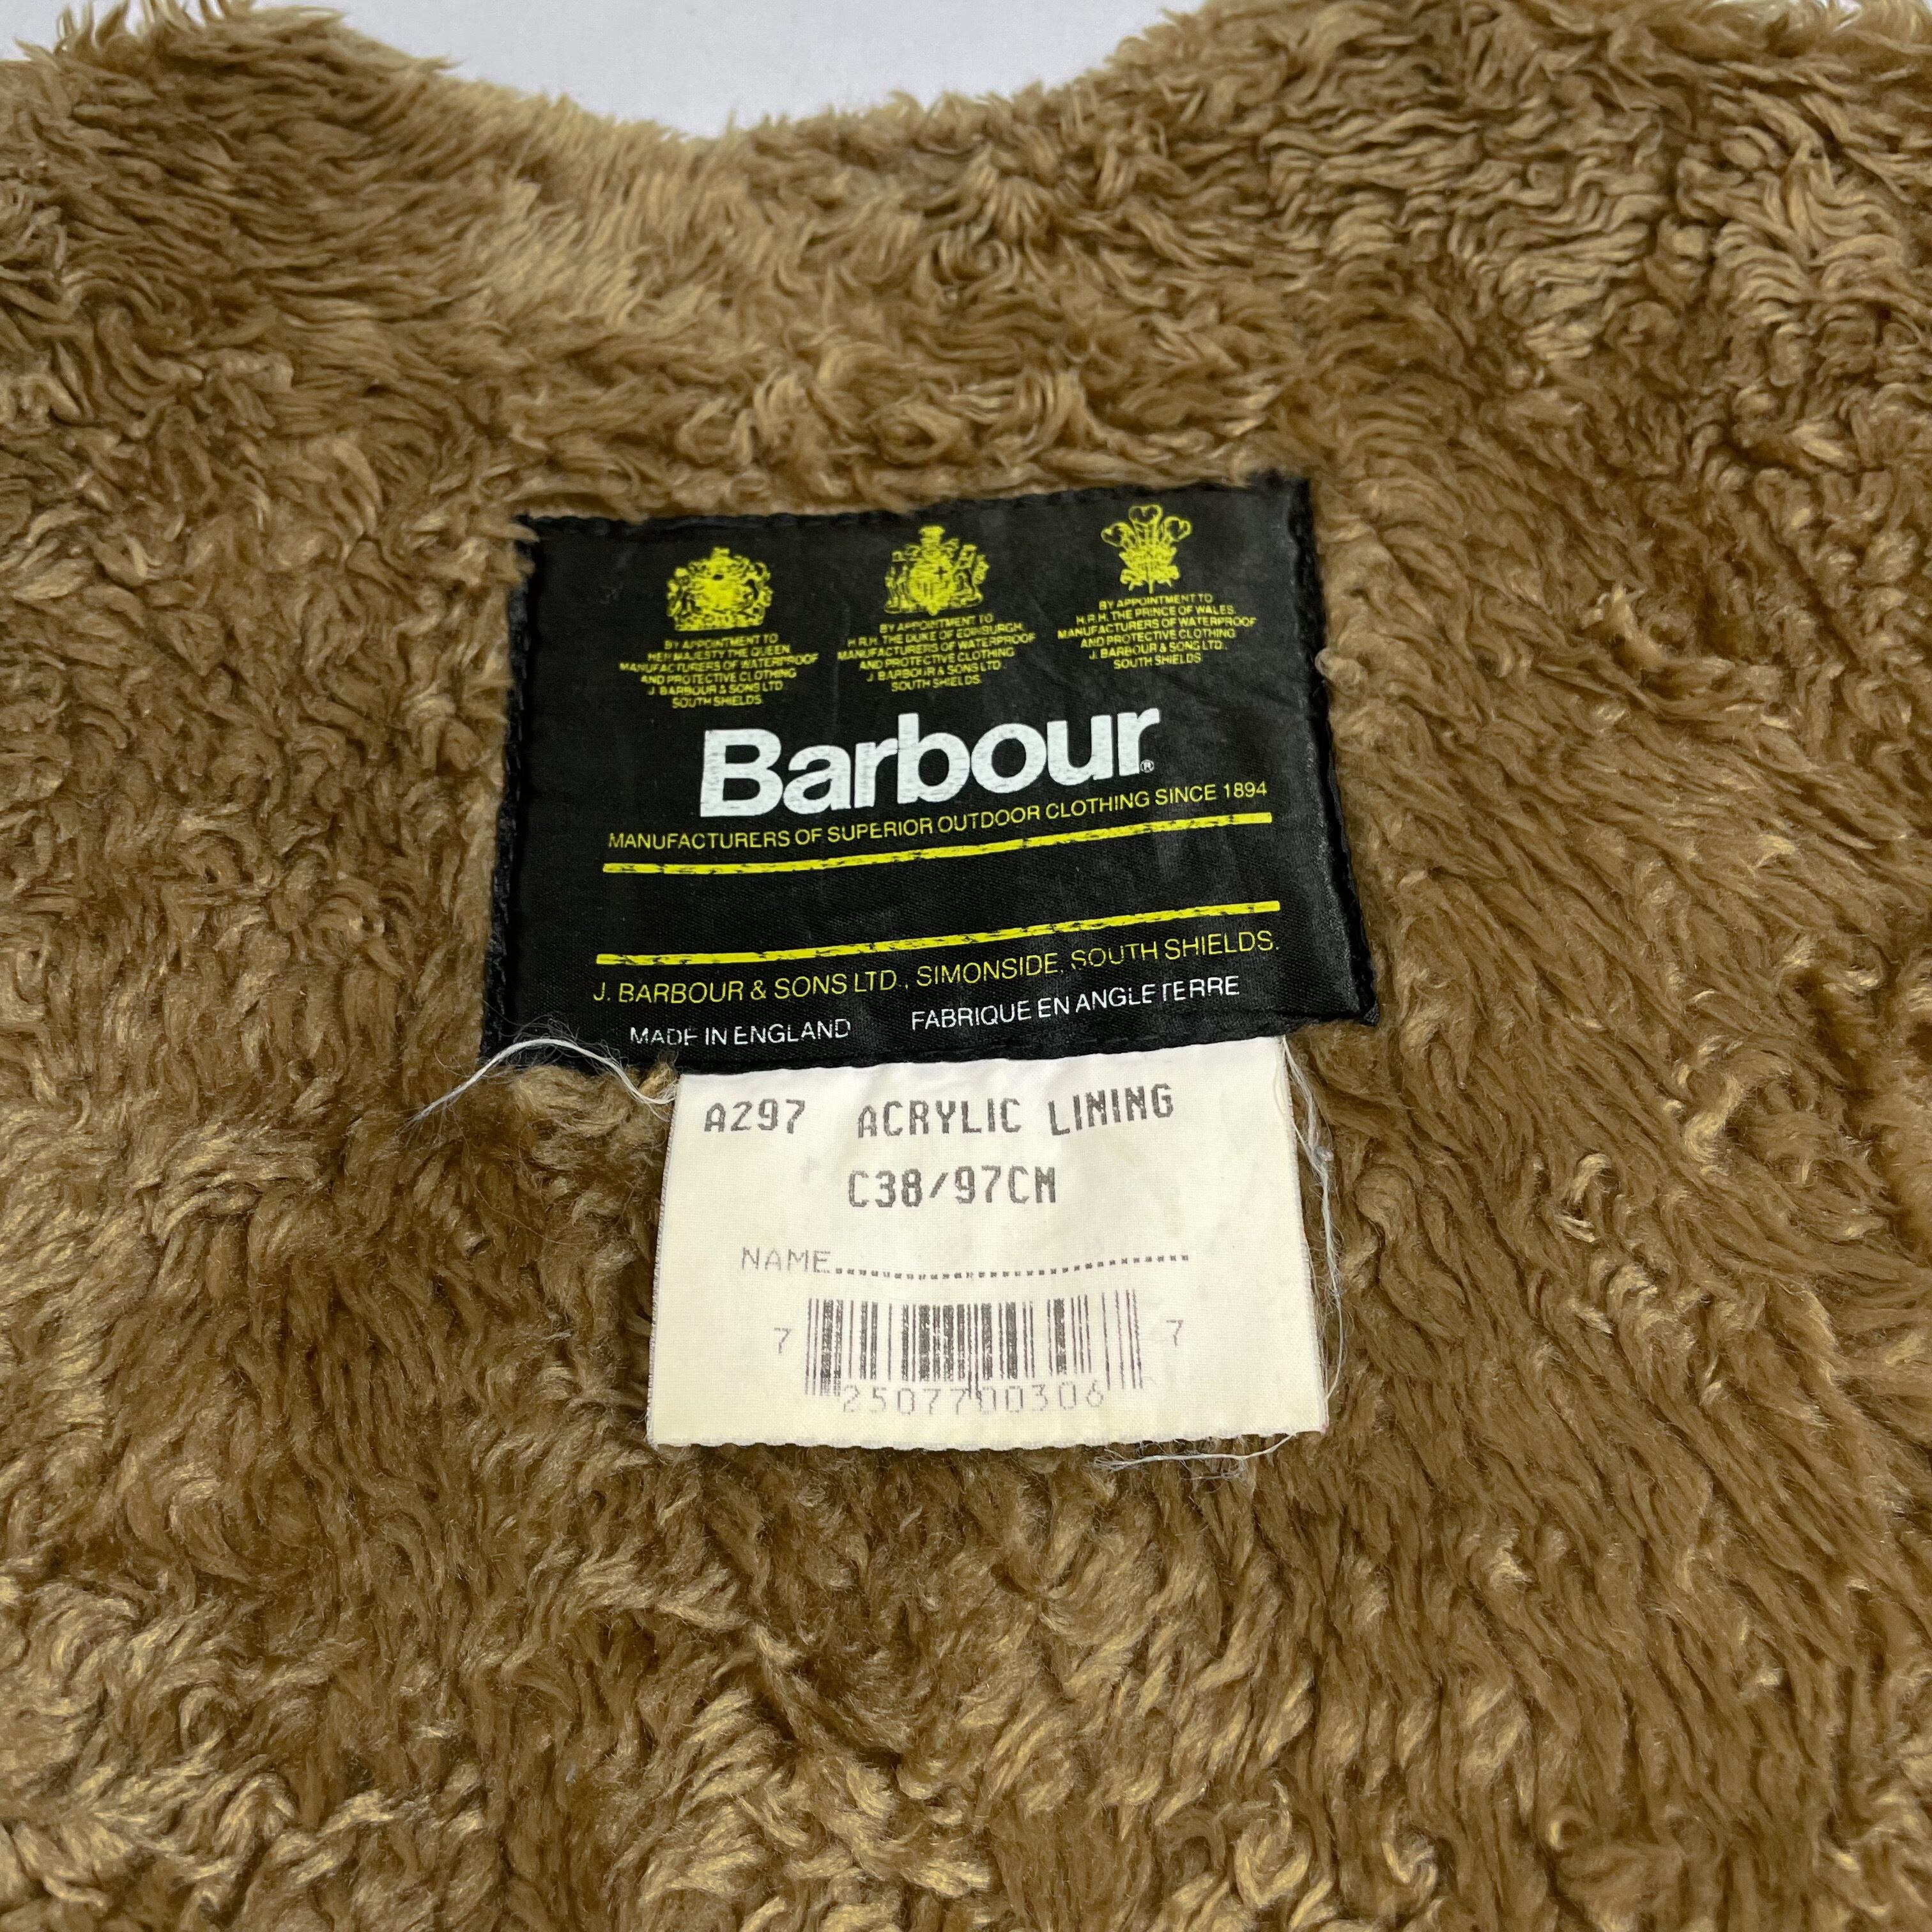 BY APPOINTMENT TO
HER MAJESTY THE QUEEN
MANUFACTURERS OF WATERPROOF
AND PROTECTIVE CLOTHING
J. BARBOUR & SONS LTD.
SOUTH SHIELDS.
BY APPOINTMENT TO
H.R.H. THE DUKE OF EDINBURGH.
MANUFACTURERS OF WATERPROOF
AND PROTECTIVE CLOTHING
J. BARBOUR & SONS LTD.
SOUTH SHIELDS.
BY APPOINTMENT TO
H.R.H. THE PRINCE OF WALES.
MANUFACTURERS OF WATERPROOF
AND PROTECTIVE CLOTHING.
J. BARBOUR & SONS LTD.
SOUTH SHIELDS
Barbour®
MANUFACTURERS OF SUPERIOR OUTDOOR CLOTHING SINCE 1894
J. BARBOUR & SONS LTD., SIMONSIDE, SOUTH SHIELDS.
MADE IN ENGLAND FABRIQUE EN ANGLETERRE
A297 ACRYLIC LINING
C38/97CM
NAME..............................
7 2507700306 7